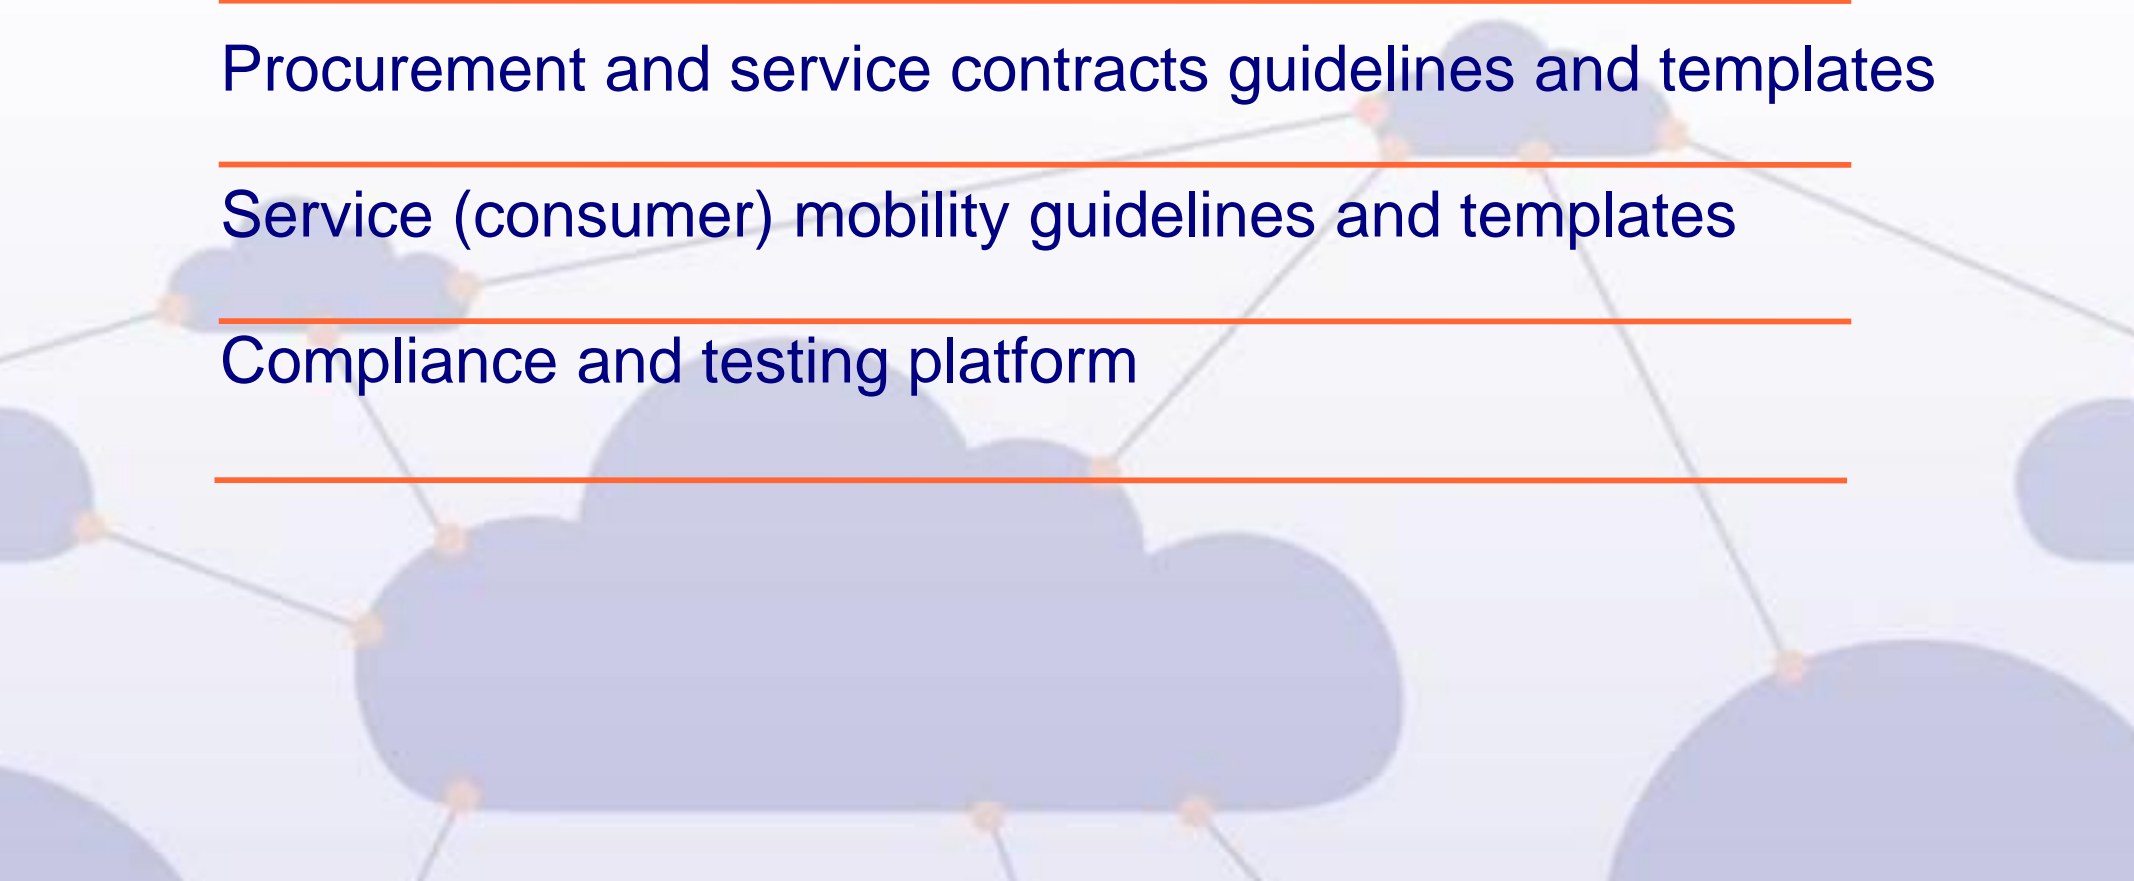 Procurement and service contracts guidelines and templates
Service (consumer) mobility guidelines and templates
Compliance and testing platform